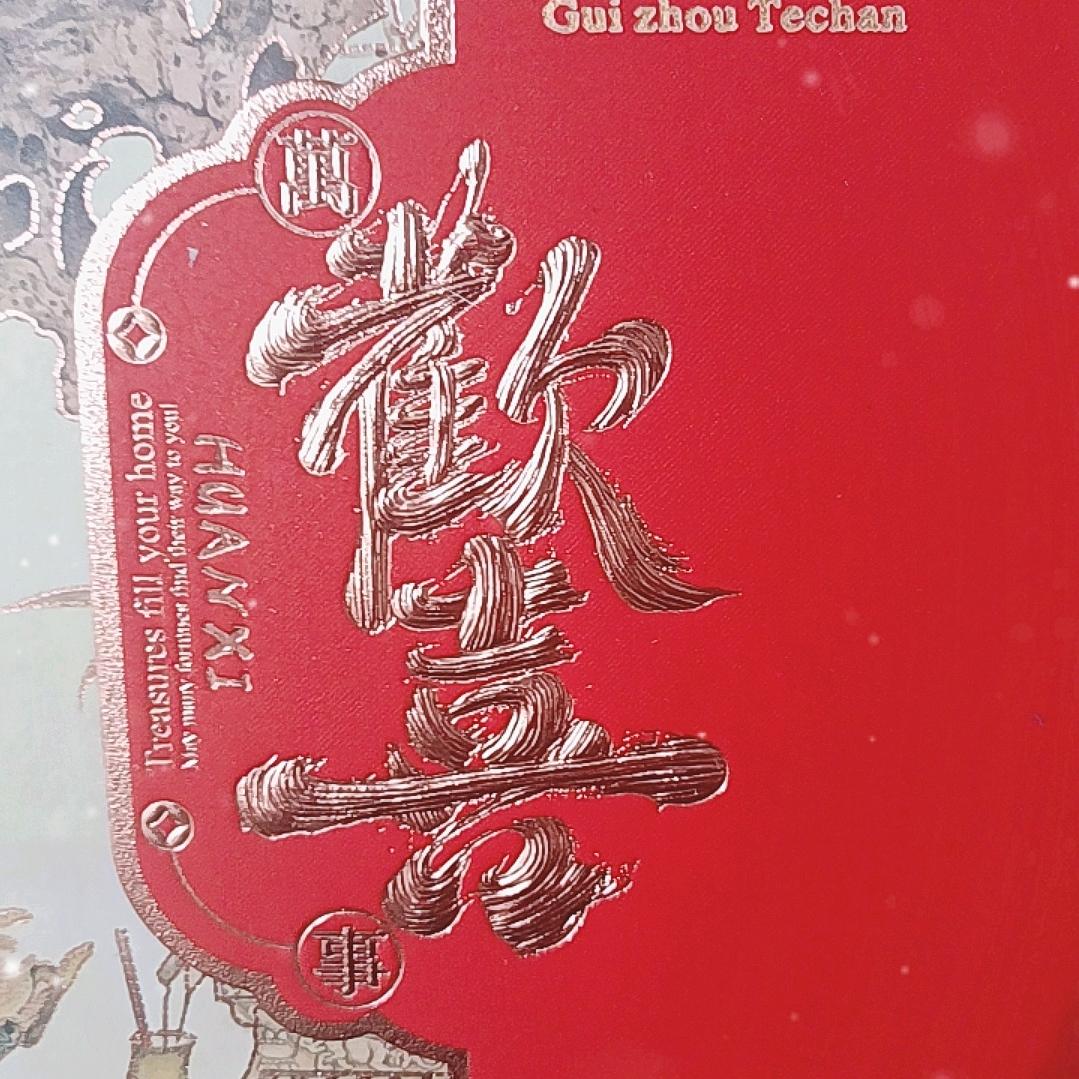 Gui zhou Techan
萬
歡喜
事
HUANXI
May many fortunes find their way to you!
Treasures fill your home